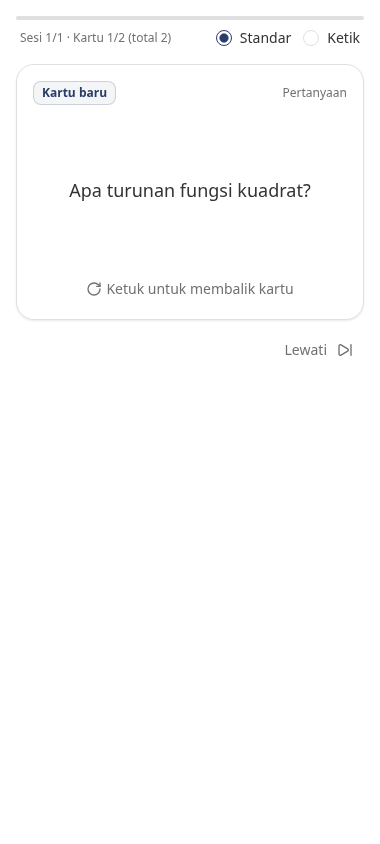 Sesi 1/1 · Kartu 1/2 (total 2)
Standar
Ketik
Kartu baru
Pertanyaan
Apa turunan fungsi kuadrat?
Ketuk untuk membalik kartu
Lewati